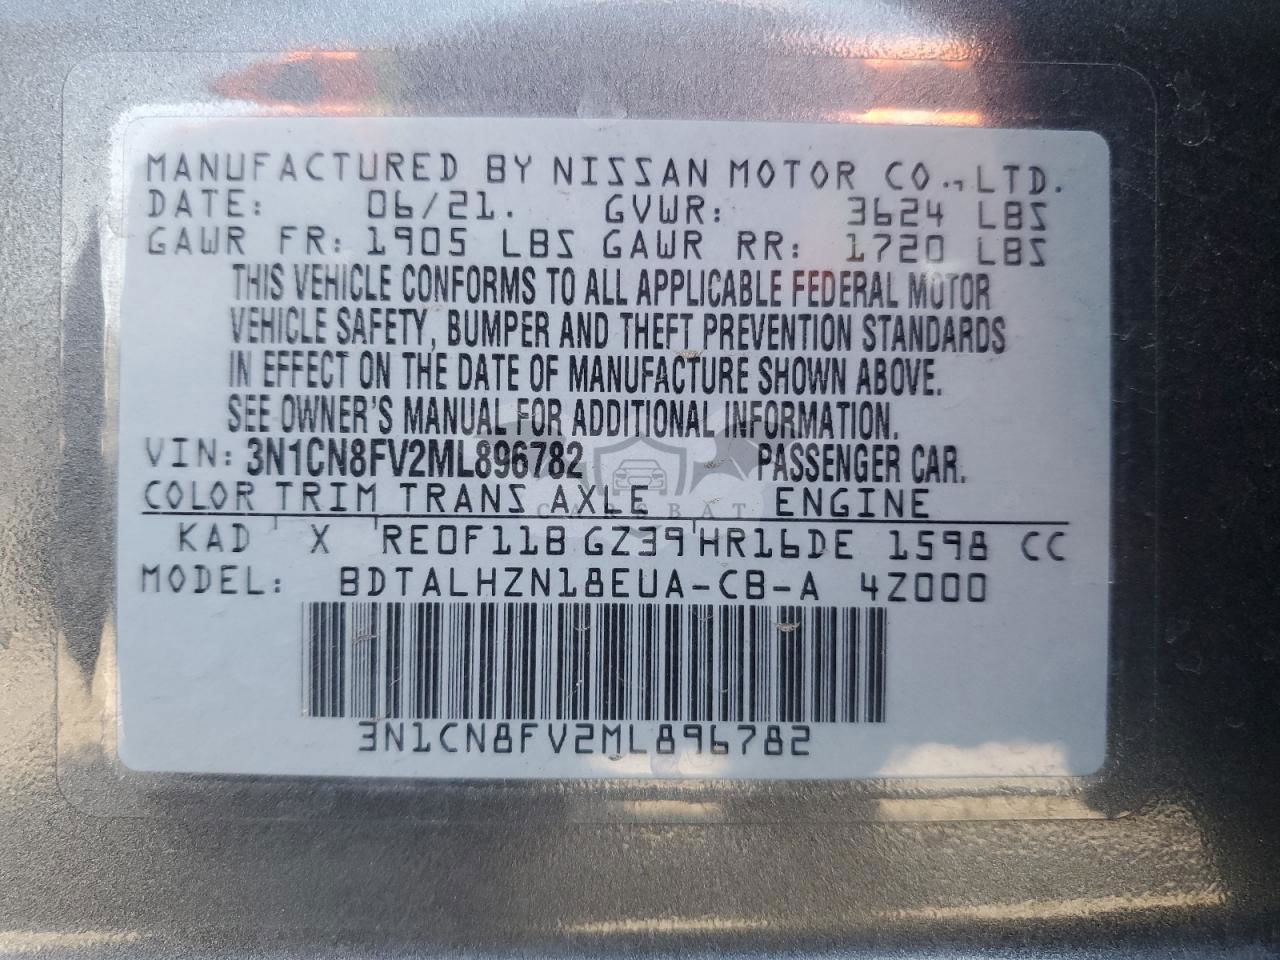 MANUFACTURED BY NISSAN MOTOR CO., LTD.
DATE: 06/21. GVWR: 3624 LBS
GAWR FR: 1905 LBS GAWR RR: 1720 LBS
THIS VEHICLE CONFORMS TO ALL APPLICABLE FEDERAL MOTOR
VEHICLE SAFETY, BUMPER AND THEFT PREVENTION STANDARDS
IN EFFECT ON THE DATE OF MANUFACTURE SHOWN ABOVE.
SEE OWNER'S MANUAL FOR ADDITIONAL INFORMATION.
VIN: 3N1CN8FV2ML896782 PASSENGER CAR.
COLOR TRIM TRANS AXLE ENGINE
CARSBAT
KAD X RE0F11B GZ39 HR16DE 1598 CC
MODEL: BDTALHZN18EUA-CB-A 4Z000
3N1CN8FV2ML896782